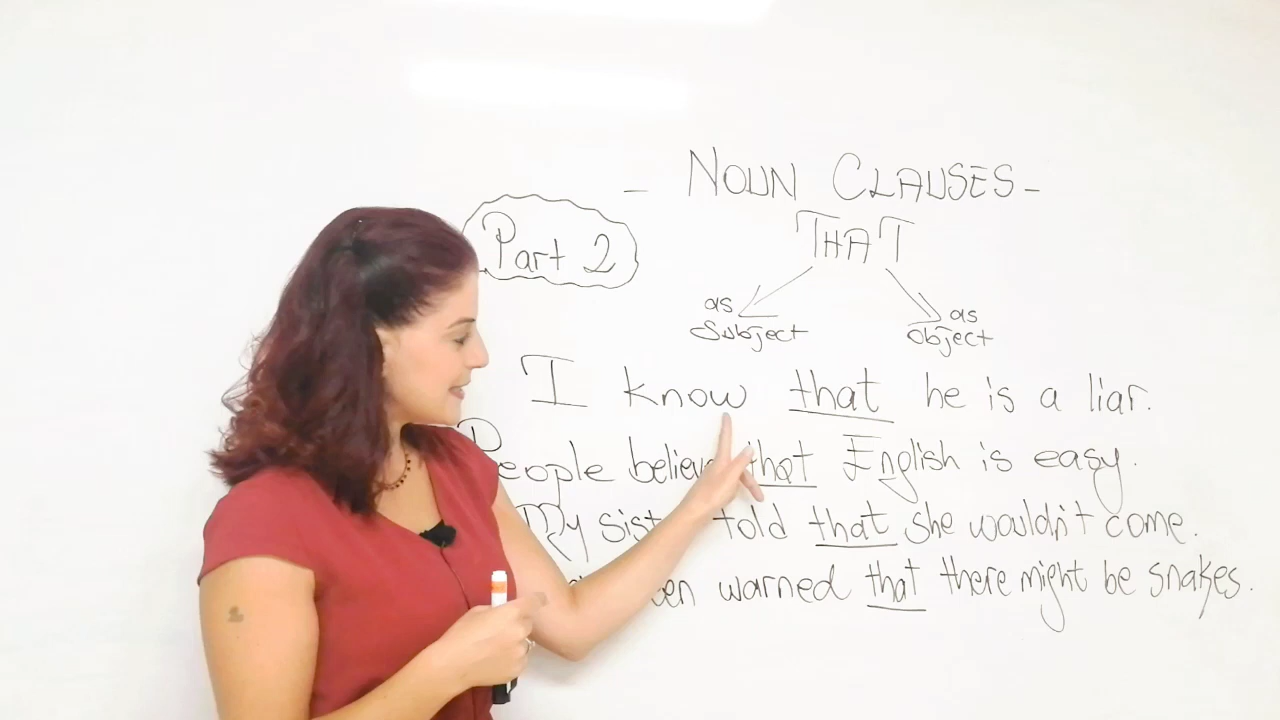 - NOUN CLAUSES-
Part 2
THAT
as Subject
as object
I know that he is a liar.
People believe that English is easy.
My sister told that she wouldn't come.
warned that there might be snakes.